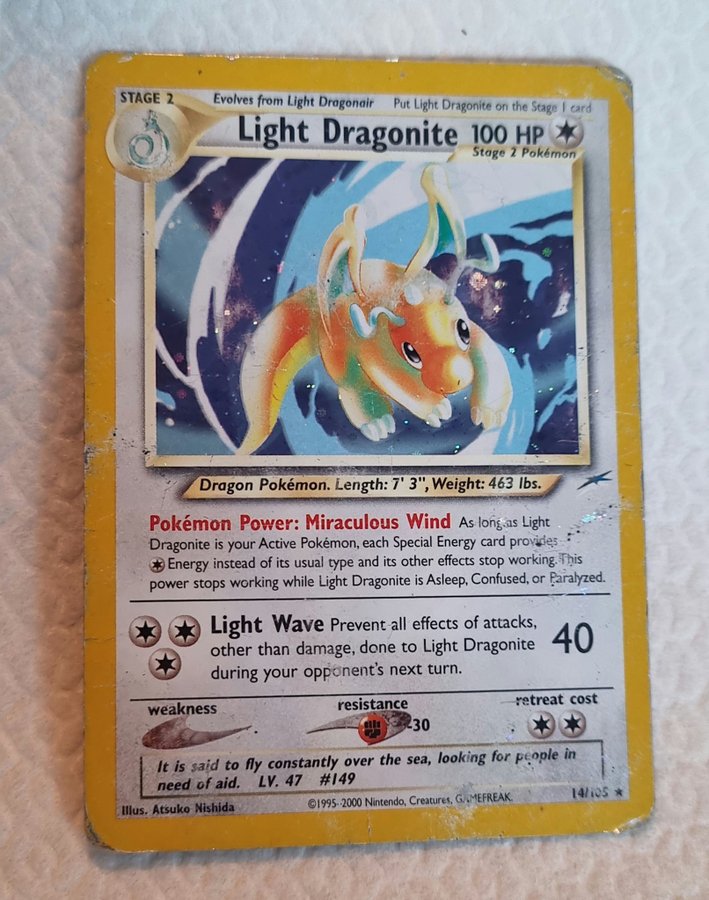 STAGE 2 Evolves from Light Dragonair Put Light Dragonite on the Stage 1 card
Light Dragonite 100 HP
Stage 2 Pokémon
Dragon Pokémon. Length: 7' 3", Weight: 463 lbs.
Pokémon Power: Miraculous Wind As long as Light
Dragonite is your Active Pokémon, each Special Energy card provides
Energy instead of its usual type and its other effects stop working. This
power stops working while Light Dragonite is Asleep, Confused, or Paralyzed.
Light Wave Prevent all effects of attacks,
other than damage, done to Light Dragonite
during your opponent's next turn.
40
weakness resistance retreat cost
-30
It is said to fly constantly over the sea, looking for people in
need of aid. LV. 47 #149
Illus. Atsuko Nishida ©1995-2000 Nintendo, Creatures, GAMEFREAK. 14/105